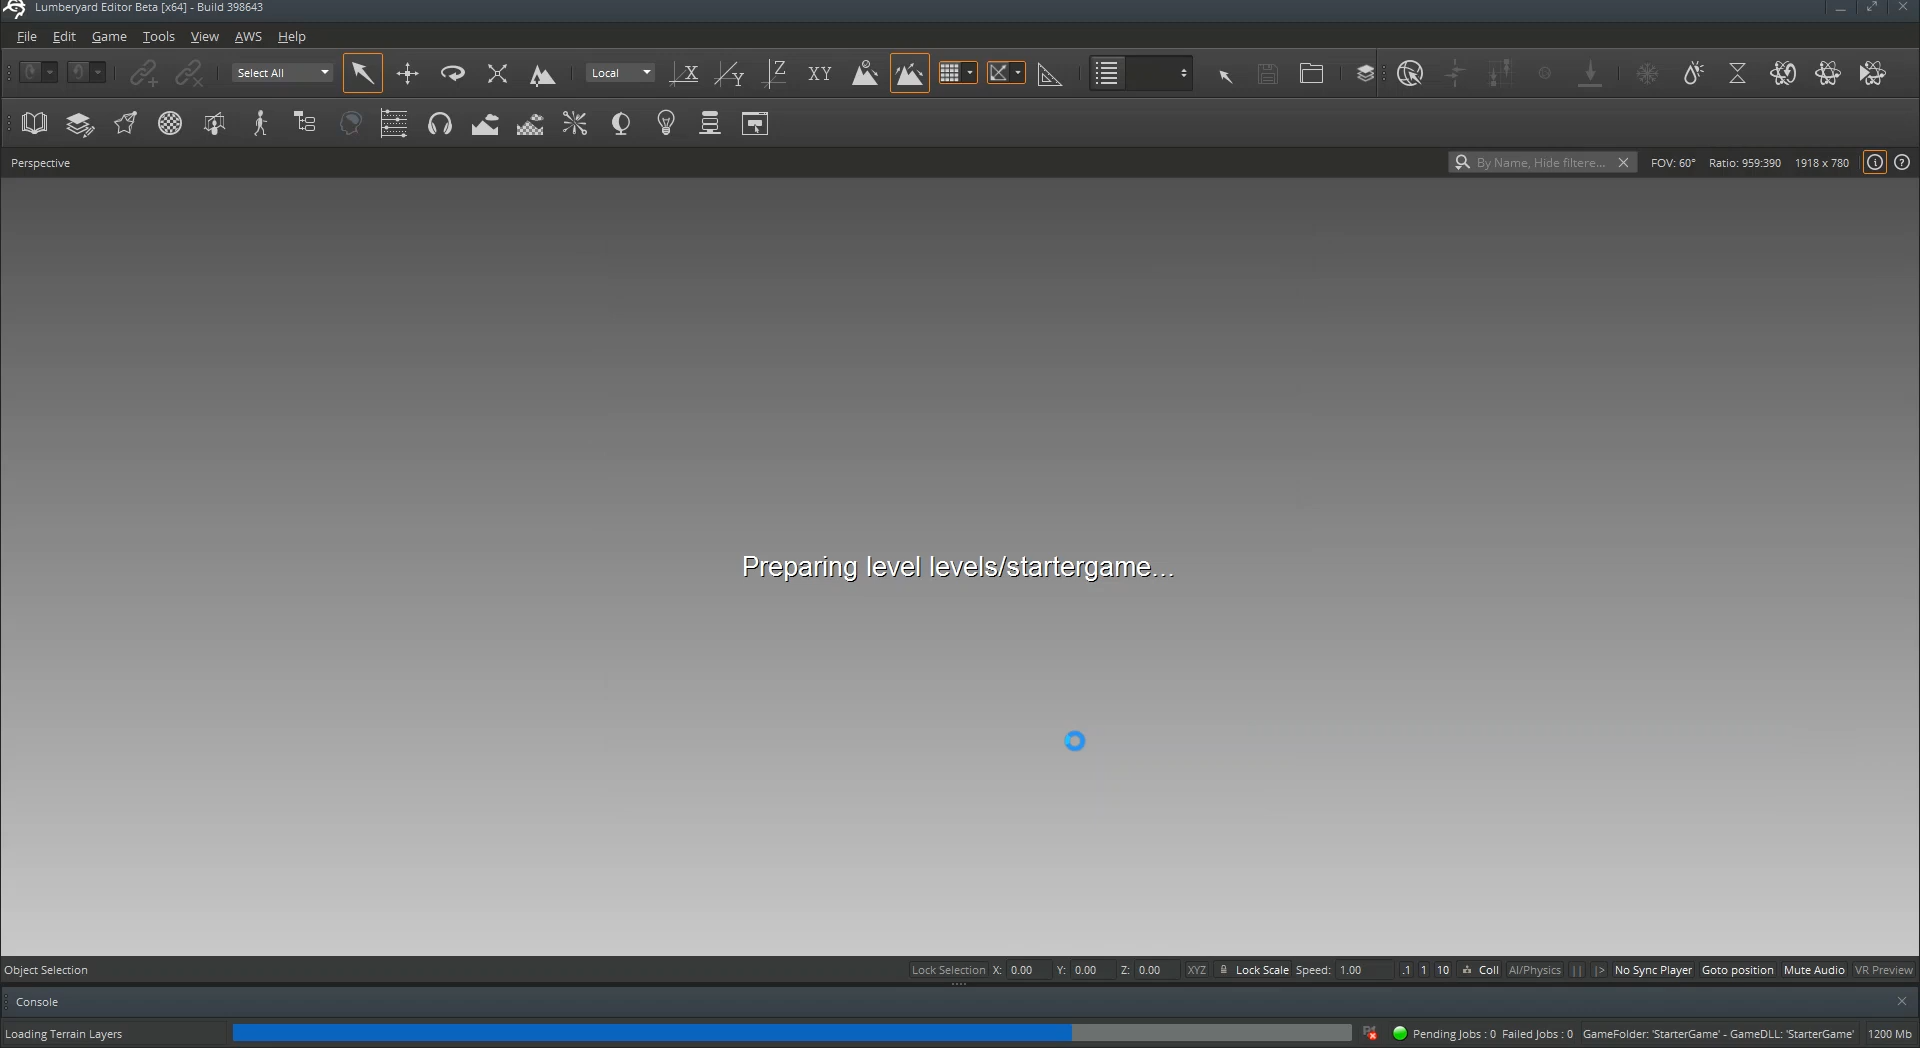 Lumberyard Editor Beta [x64] - Build 398643
File Edit Game Tools View AWS Help
Select All Local X Y Z XY
Perspective By Name, Hide filtere... FOV: 60° Ratio: 959:390 1918 x 780
Preparing level levels/startergame...
Object Selection Lock Selection X: 0.00 Y: 0.00 Z: 0.00 XYZ Lock Scale Speed: 1.00 .1 1 10 Coll AI/Physics || |> No Sync Player Goto position Mute Audio VR Preview
Console
Loading Terrain Layers Pending Jobs : 0 Failed Jobs : 0 GameFolder: 'StarterGame' - GameDLL: 'StarterGame' 1200 Mb